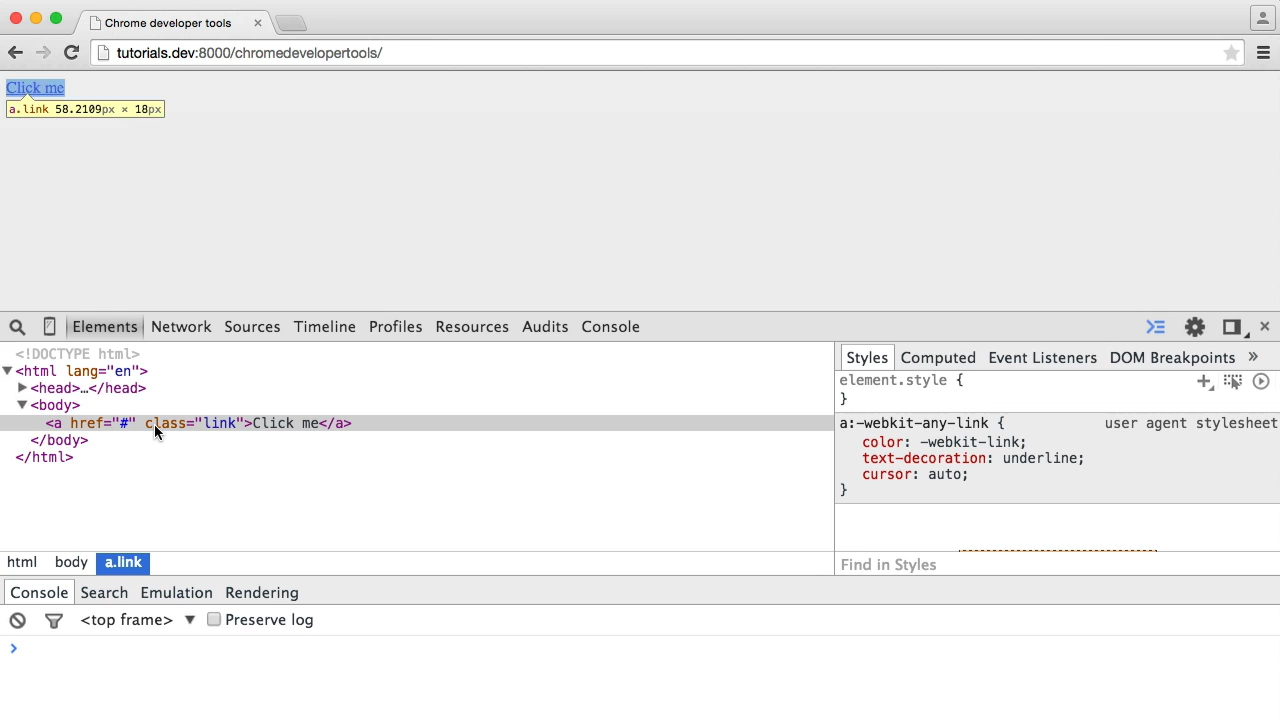 Chrome developer tools
tutorials.dev:8000/chromedevelopertools/
Click me
a.link 58.2109px × 18px
Elements Network Sources Timeline Profiles Resources Audits Console
<!DOCTYPE html>
<html lang="en">
<head>…</head>
<body>
<a href="#" class="link">Click me</a>
</body>
</html>
html body a.link
Styles Computed Event Listeners DOM Breakpoints »
element.style {
}
a:-webkit-any-link { user agent stylesheet
color: -webkit-link;
text-decoration: underline;
cursor: auto;
}
Find in Styles
Console Search Emulation Rendering
<top frame> ▼ Preserve log